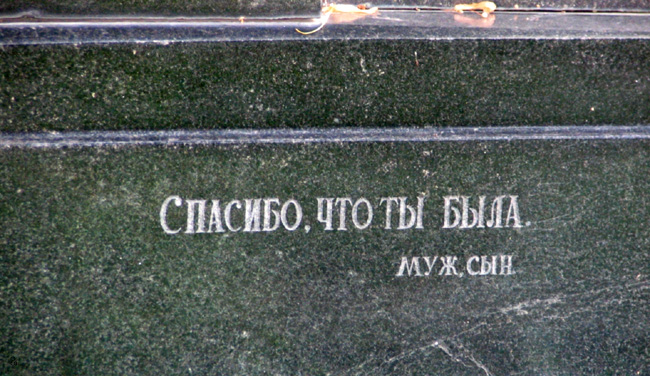 Спасибо, что ты была.
муж, сын.